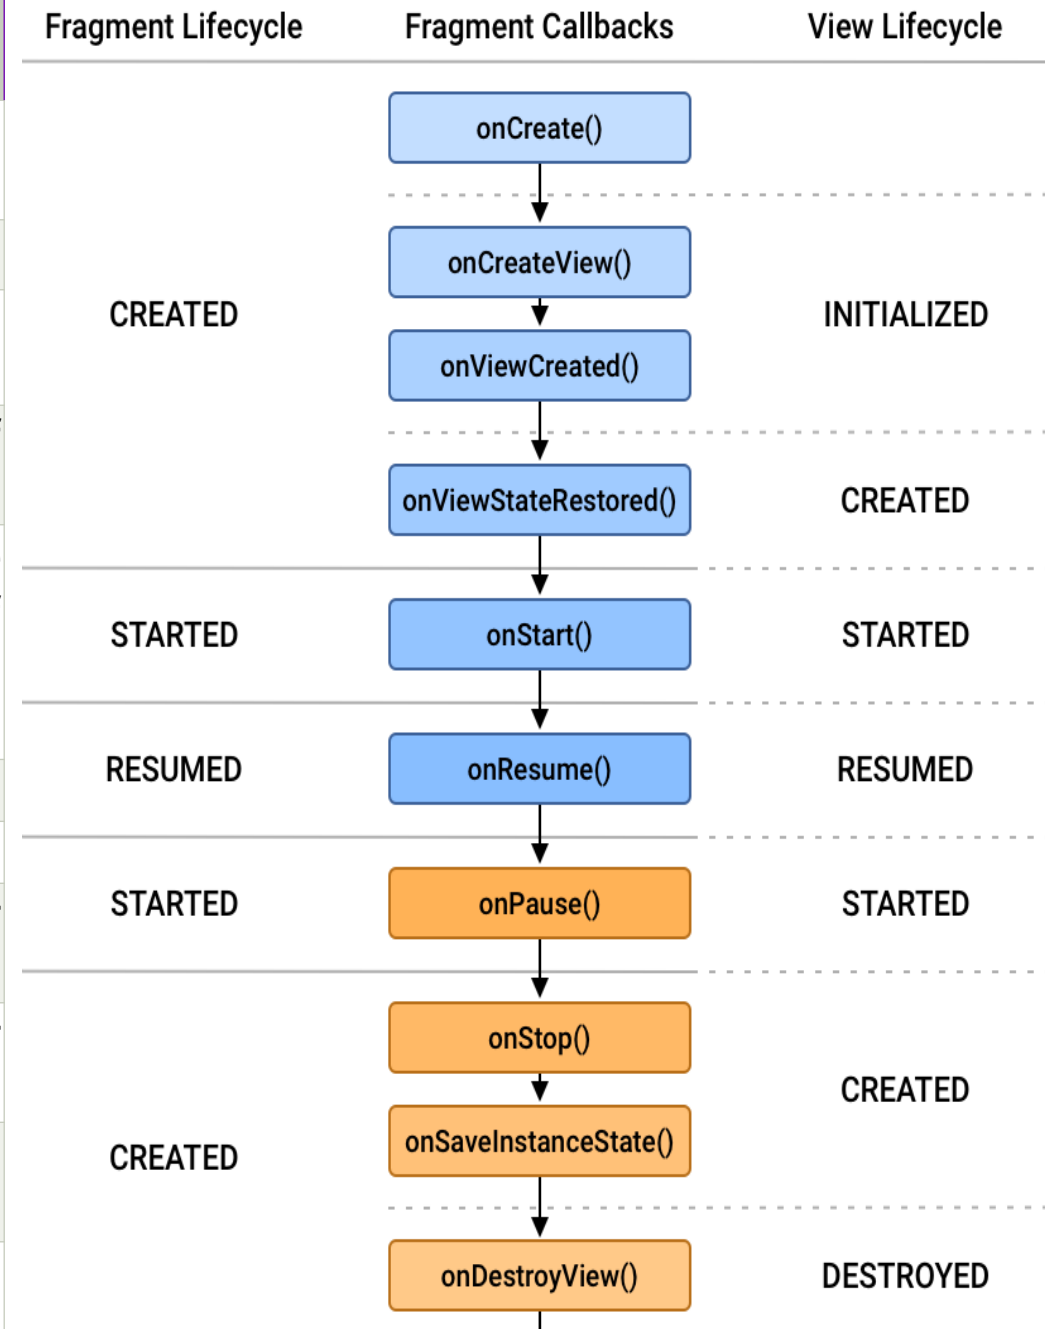 Fragment Lifecycle Fragment Callbacks View Lifecycle
onCreate()
onCreateView()
CREATED INITIALIZED
onViewCreated()
onViewStateRestored() CREATED
STARTED onStart() STARTED
RESUMED onResume() RESUMED
STARTED onPause() STARTED
onStop()
CREATED
onSaveInstanceState()
CREATED
onDestroyView() DESTROYED